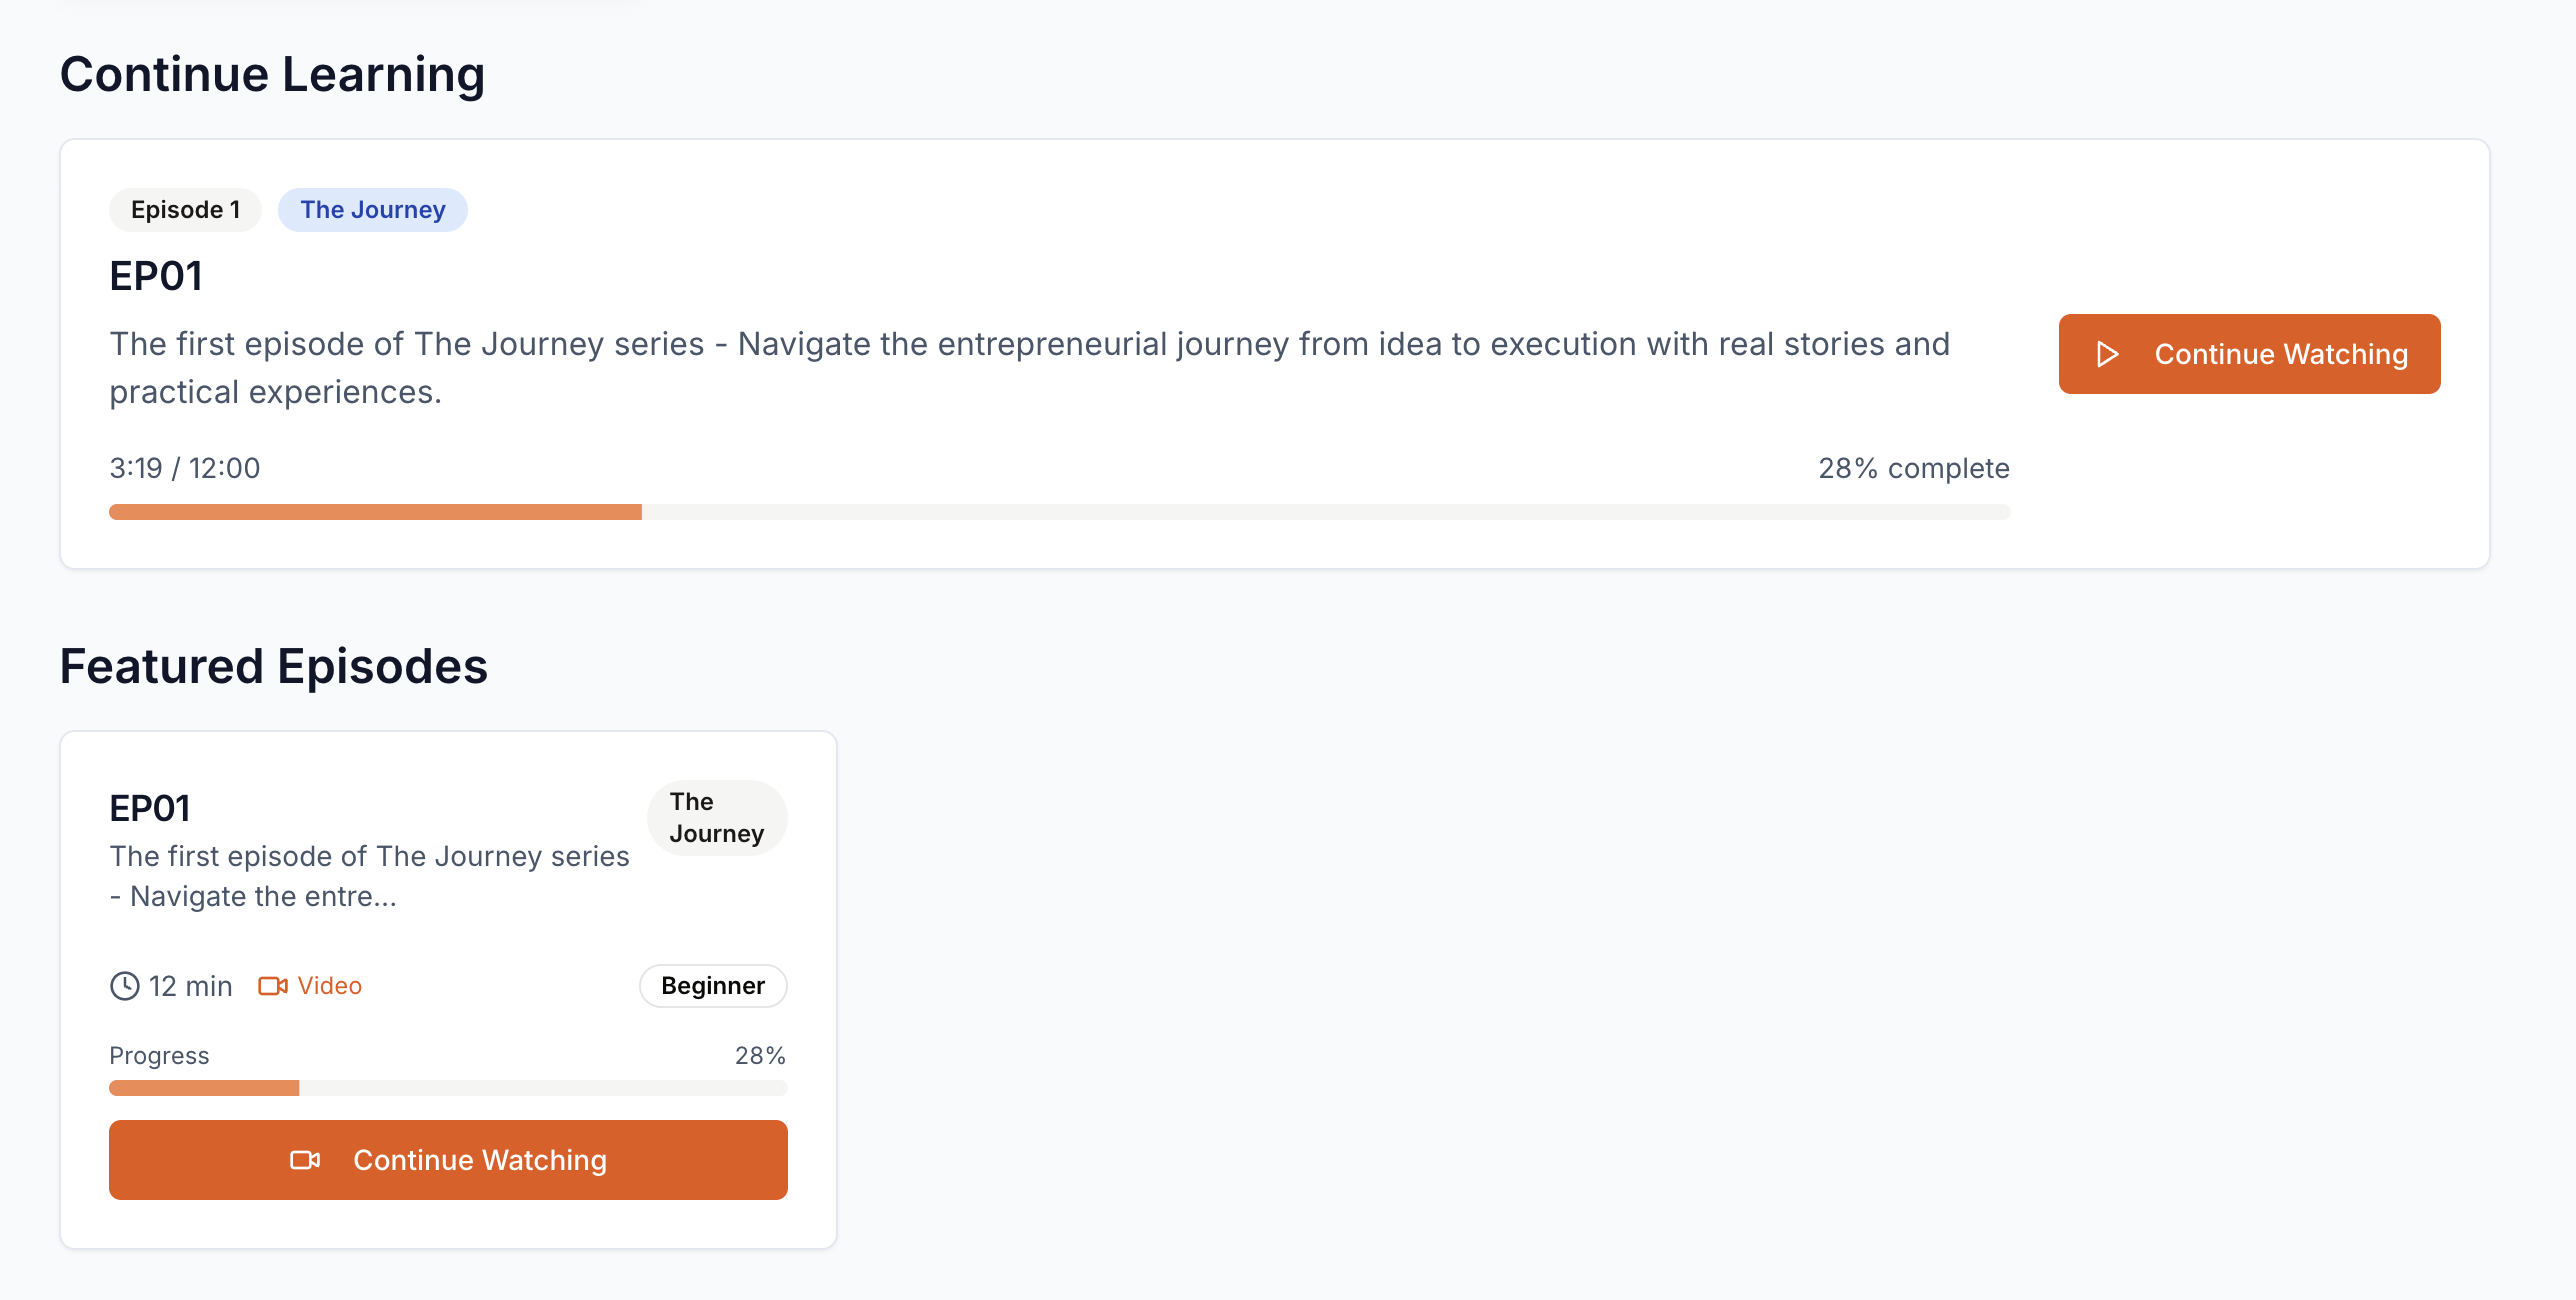 Continue Learning
Episode 1
The Journey
EP01
The first episode of The Journey series - Navigate the entrepreneurial journey from idea to execution with real stories and
practical experiences.
Continue Watching
3:19 / 12:00
28% complete
Featured Episodes
EP01
The
Journey
The first episode of The Journey series
- Navigate the entre...
12 min
Video
Beginner
Progress
28%
Continue Watching